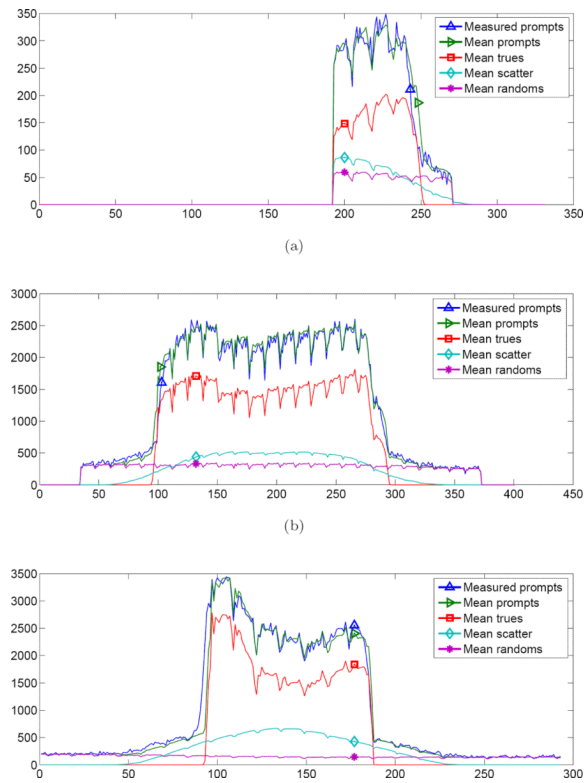 350
300
250
200
150
100
50
0
Measured prompts
Mean prompts
Mean trues
Mean scatter
Mean randoms
0 50 100 150 200 250 300 350
(a)
3000
2500
2000
1500
1000
500
0
Measured prompts
Mean prompts
Mean trues
Mean scatter
Mean randoms
0 50 100 150 200 250 300 350 400 450
(b)
3500
3000
2500
2000
1500
1000
500
0
Measured prompts
Mean prompts
Mean trues
Mean scatter
Mean randoms
50 100 150 200 250